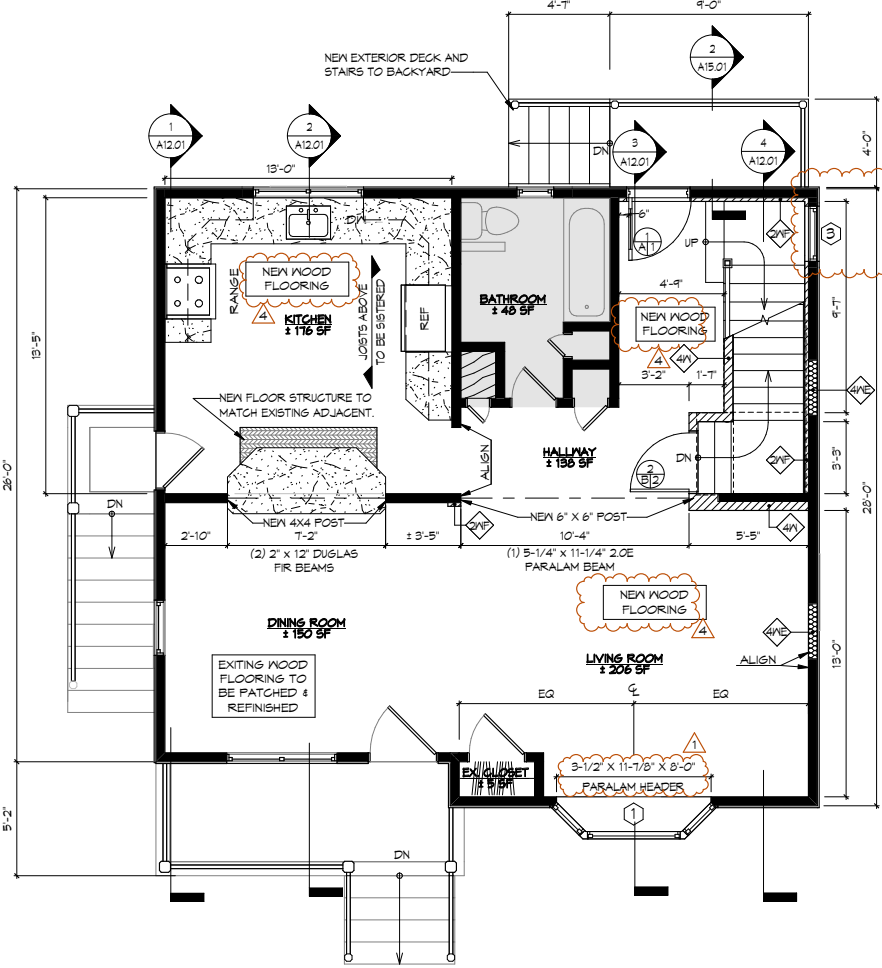 4'-7"
9'-0"
NEW EXTERIOR DECK AND
STAIRS TO BACKYARD
2
A15.01
1
A12.01
2
A12.01
3
A12.01
4
A12.01
DN
4'-0"
13'-0"
DW
6"
1
A 1
UP
2WF
3
RANGE
NEW WOOD
FLOORING
4
KITCHEN
± 176 SF
JOISTS ABOVE
TO BE SISTERED
REF
BATHROOM
± 48 SF
4'-9"
NEW WOOD
FLOORING
4
4W
3'-2"
1'-7"
9'-7"
13'-5"
4WE
NEW FLOOR STRUCTURE TO
MATCH EXISTING ADJACENT.
ALIGN
HALLWAY
± 138 SF
2
B 2
DN
2WF
3'-3"
26'-0"
28'-0"
DN
NEW 4X4 POST
2WF
NEW 6" X 6" POST
4W
2'-10"
7'-2"
± 3'-5"
10'-4"
5'-5"
(2) 2" x 12" DUGLAS
FIR BEAMS
(1) 5-1/4" x 11-1/4" 2.0E
PARALAM BEAM
NEW WOOD
FLOORING
4
DINING ROOM
± 150 SF
4WE
LIVING ROOM
± 206 SF
ALIGN
13'-0"
EXITING WOOD
FLOORING TO
BE PATCHED &
REFINISHED
EQ
℄
EQ
1
EX. CLOSET
± 5 SF
3-1/2" X 11-7/8" X 8'-0"
PARALAM HEADER
1
5'-2"
DN